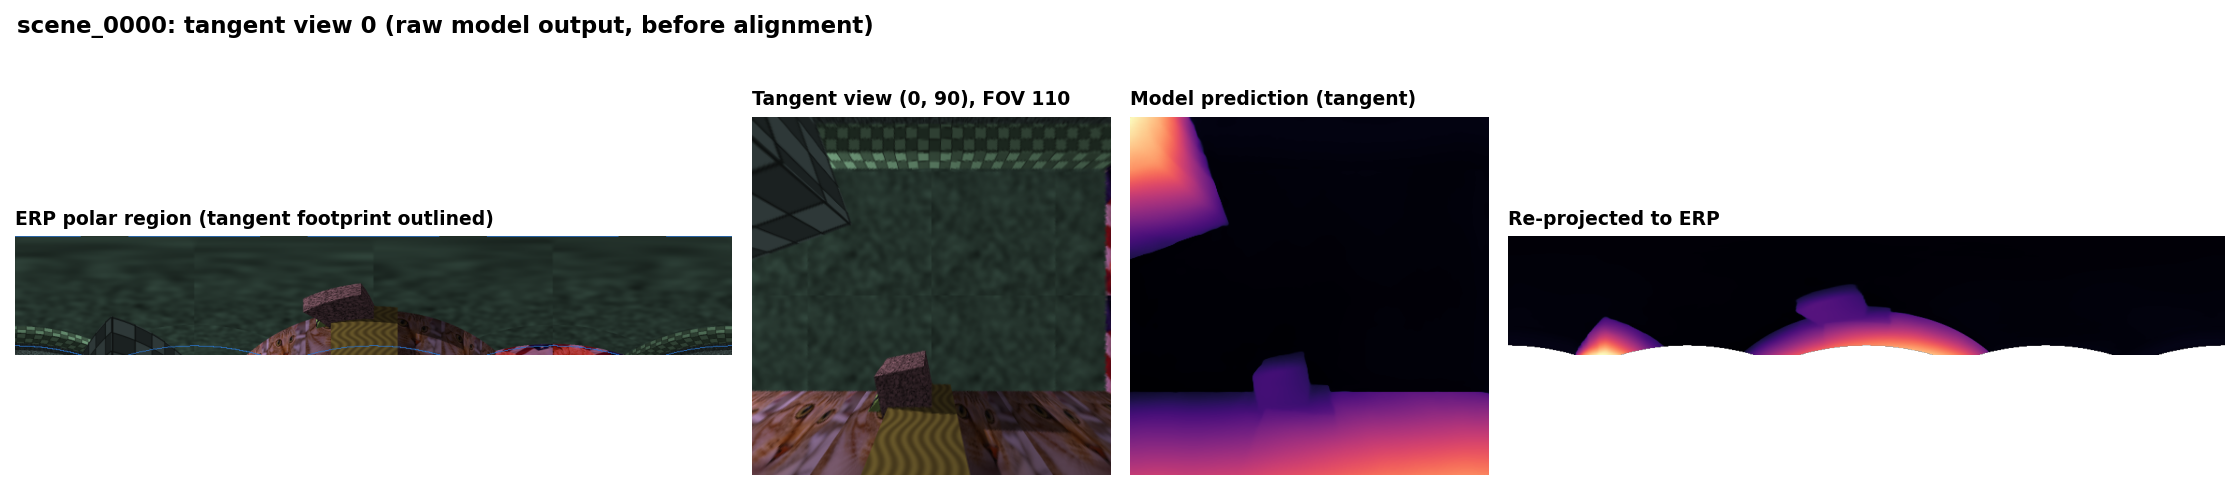 scene_0000: tangent view 0 (raw model output, before alignment)
Tangent view (0, 90), FOV 110
Model prediction (tangent)
ERP polar region (tangent footprint outlined)
Re-projected to ERP